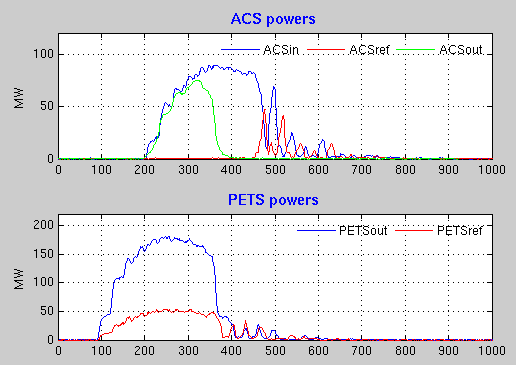 ACS powers
ACSin ACSref ACSout
100
50
0
MW
0 100 200 300 400 500 600 700 800 900 1000
PETS powers
PETSout PETSref
200
150
100
50
0
MW
0 100 200 300 400 500 600 700 800 900 1000